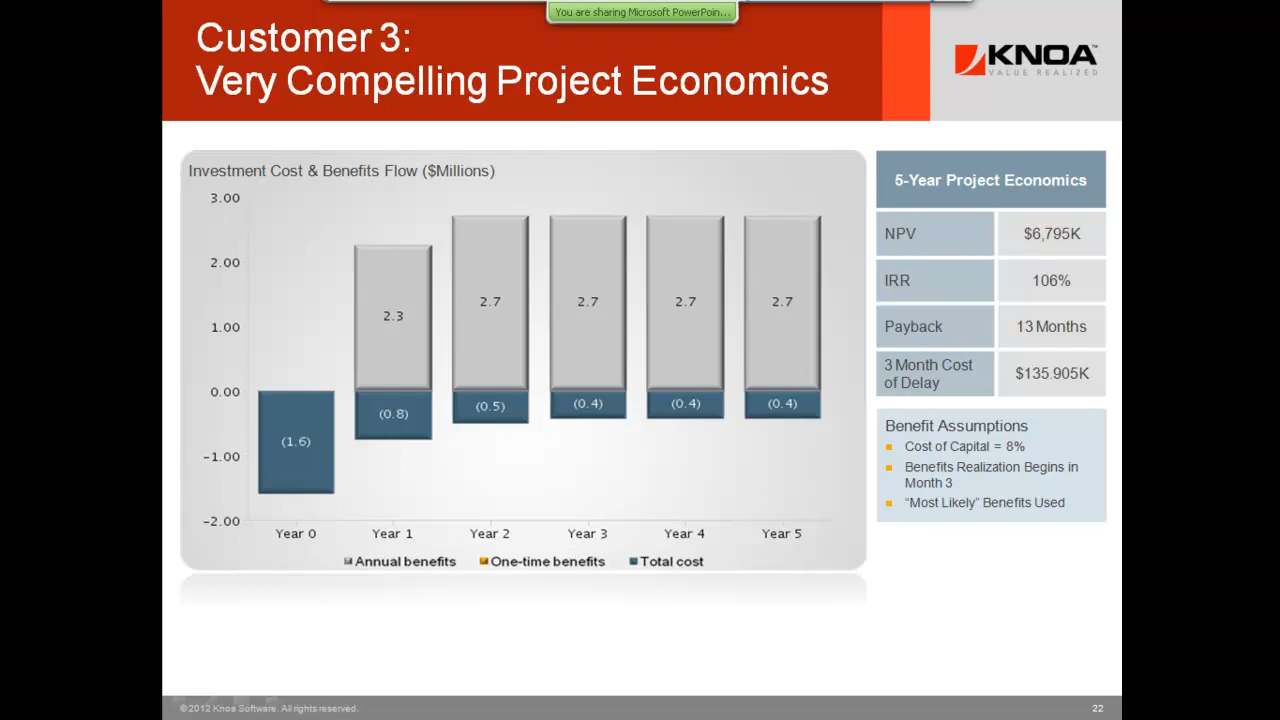 You are sharing Microsoft PowerPoin...
Customer 3:
Very Compelling Project Economics
KNOA™
VALUE REALIZED
Investment Cost & Benefits Flow ($Millions)
3.00
2.00
1.00
0.00
−1.00
−2.00
2.3
2.7
2.7
2.7
2.7
(1.6)
(0.8)
(0.5)
(0.4)
(0.4)
(0.4)
Year 0
Year 1
Year 2
Year 3
Year 4
Year 5
Annual benefits
One-time benefits
Total cost
5-Year Project Economics
NPV
$6,795K
IRR
106%
Payback
13 Months
3 Month Cost
of Delay
$135.905K
Benefit Assumptions
Cost of Capital = 8%
Benefits Realization Begins in
Month 3
“Most Likely” Benefits Used
© 2012 Knoa Software. All rights reserved.
22